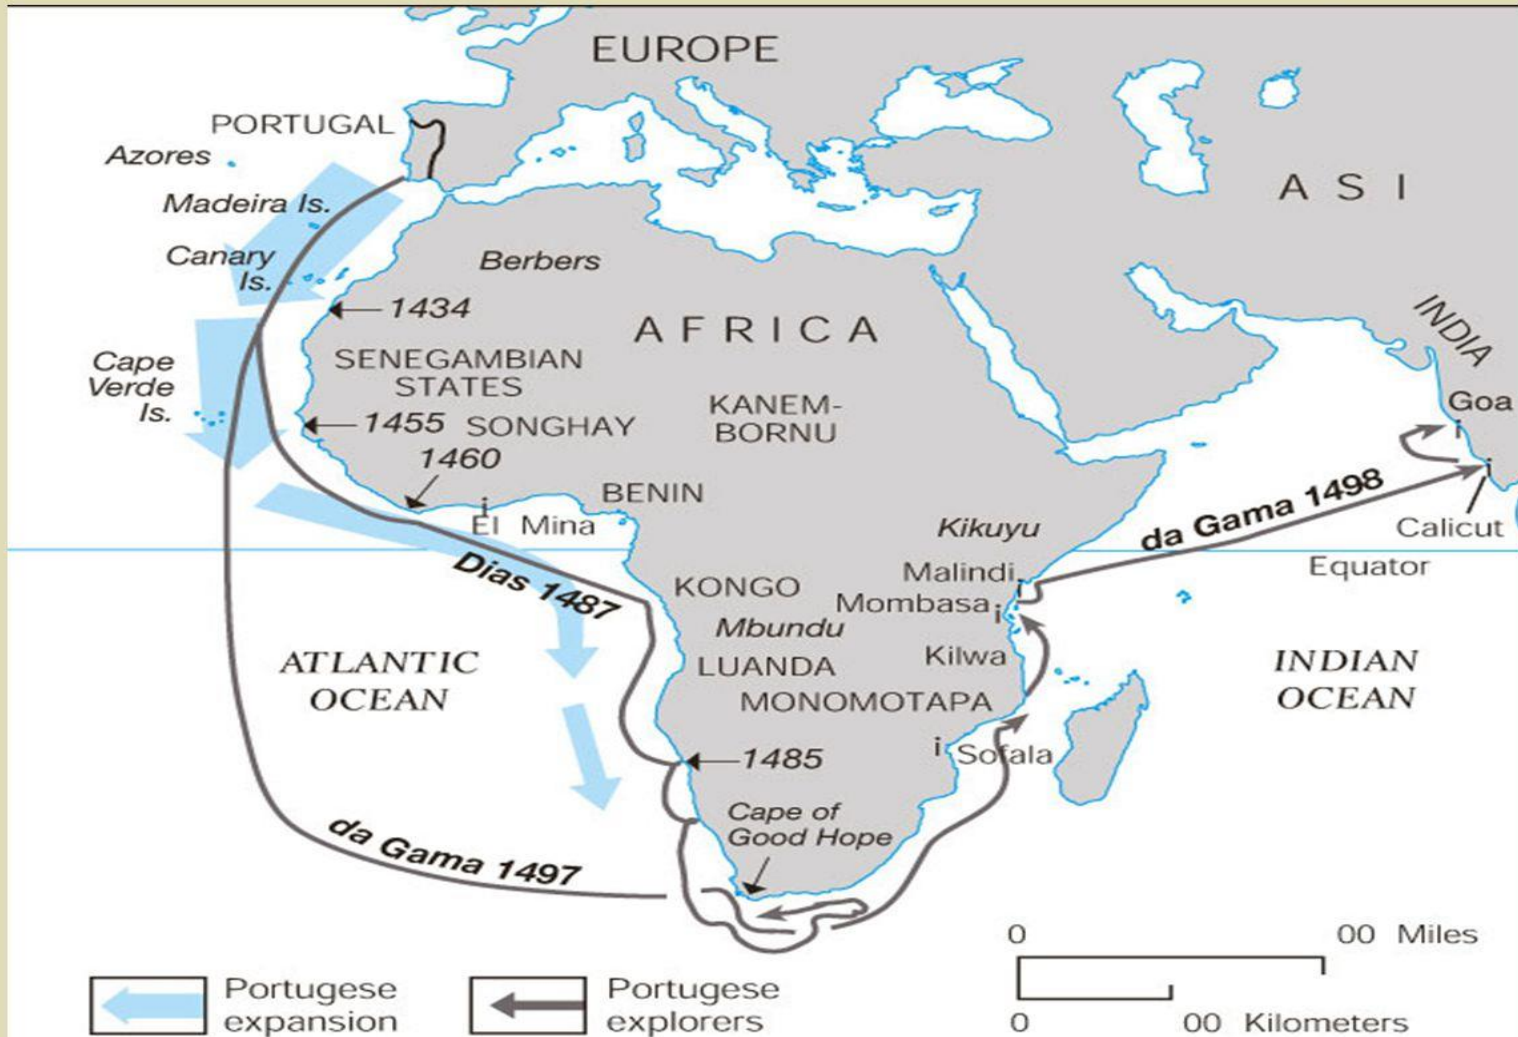 EUROPE
PORTUGAL
Azores
ASI
Madeira Is.
Canary
Is.
Berbers
1434
AFRICA
INDIA
Cape
Verde
Is.
SENEGAMBIAN
STATES
1455
SONGHAY
KANEM-
BORNU
Goa
i
1460
i
BENIN
i
El Mina
da Gama 1498
Calicut
Kikuyu
Equator
Dias 1487
KONGO
Malindi
i
Mombasa
i
Mbundu
LUANDA
Kilwa
ATLANTIC
OCEAN
INDIAN
OCEAN
MONOMOTAPA
i
Sofala
1485
Cape of
Good Hope
da Gama 1497
0 00 Miles
0 00 Kilometers
Portugese
expansion
Portugese
explorers